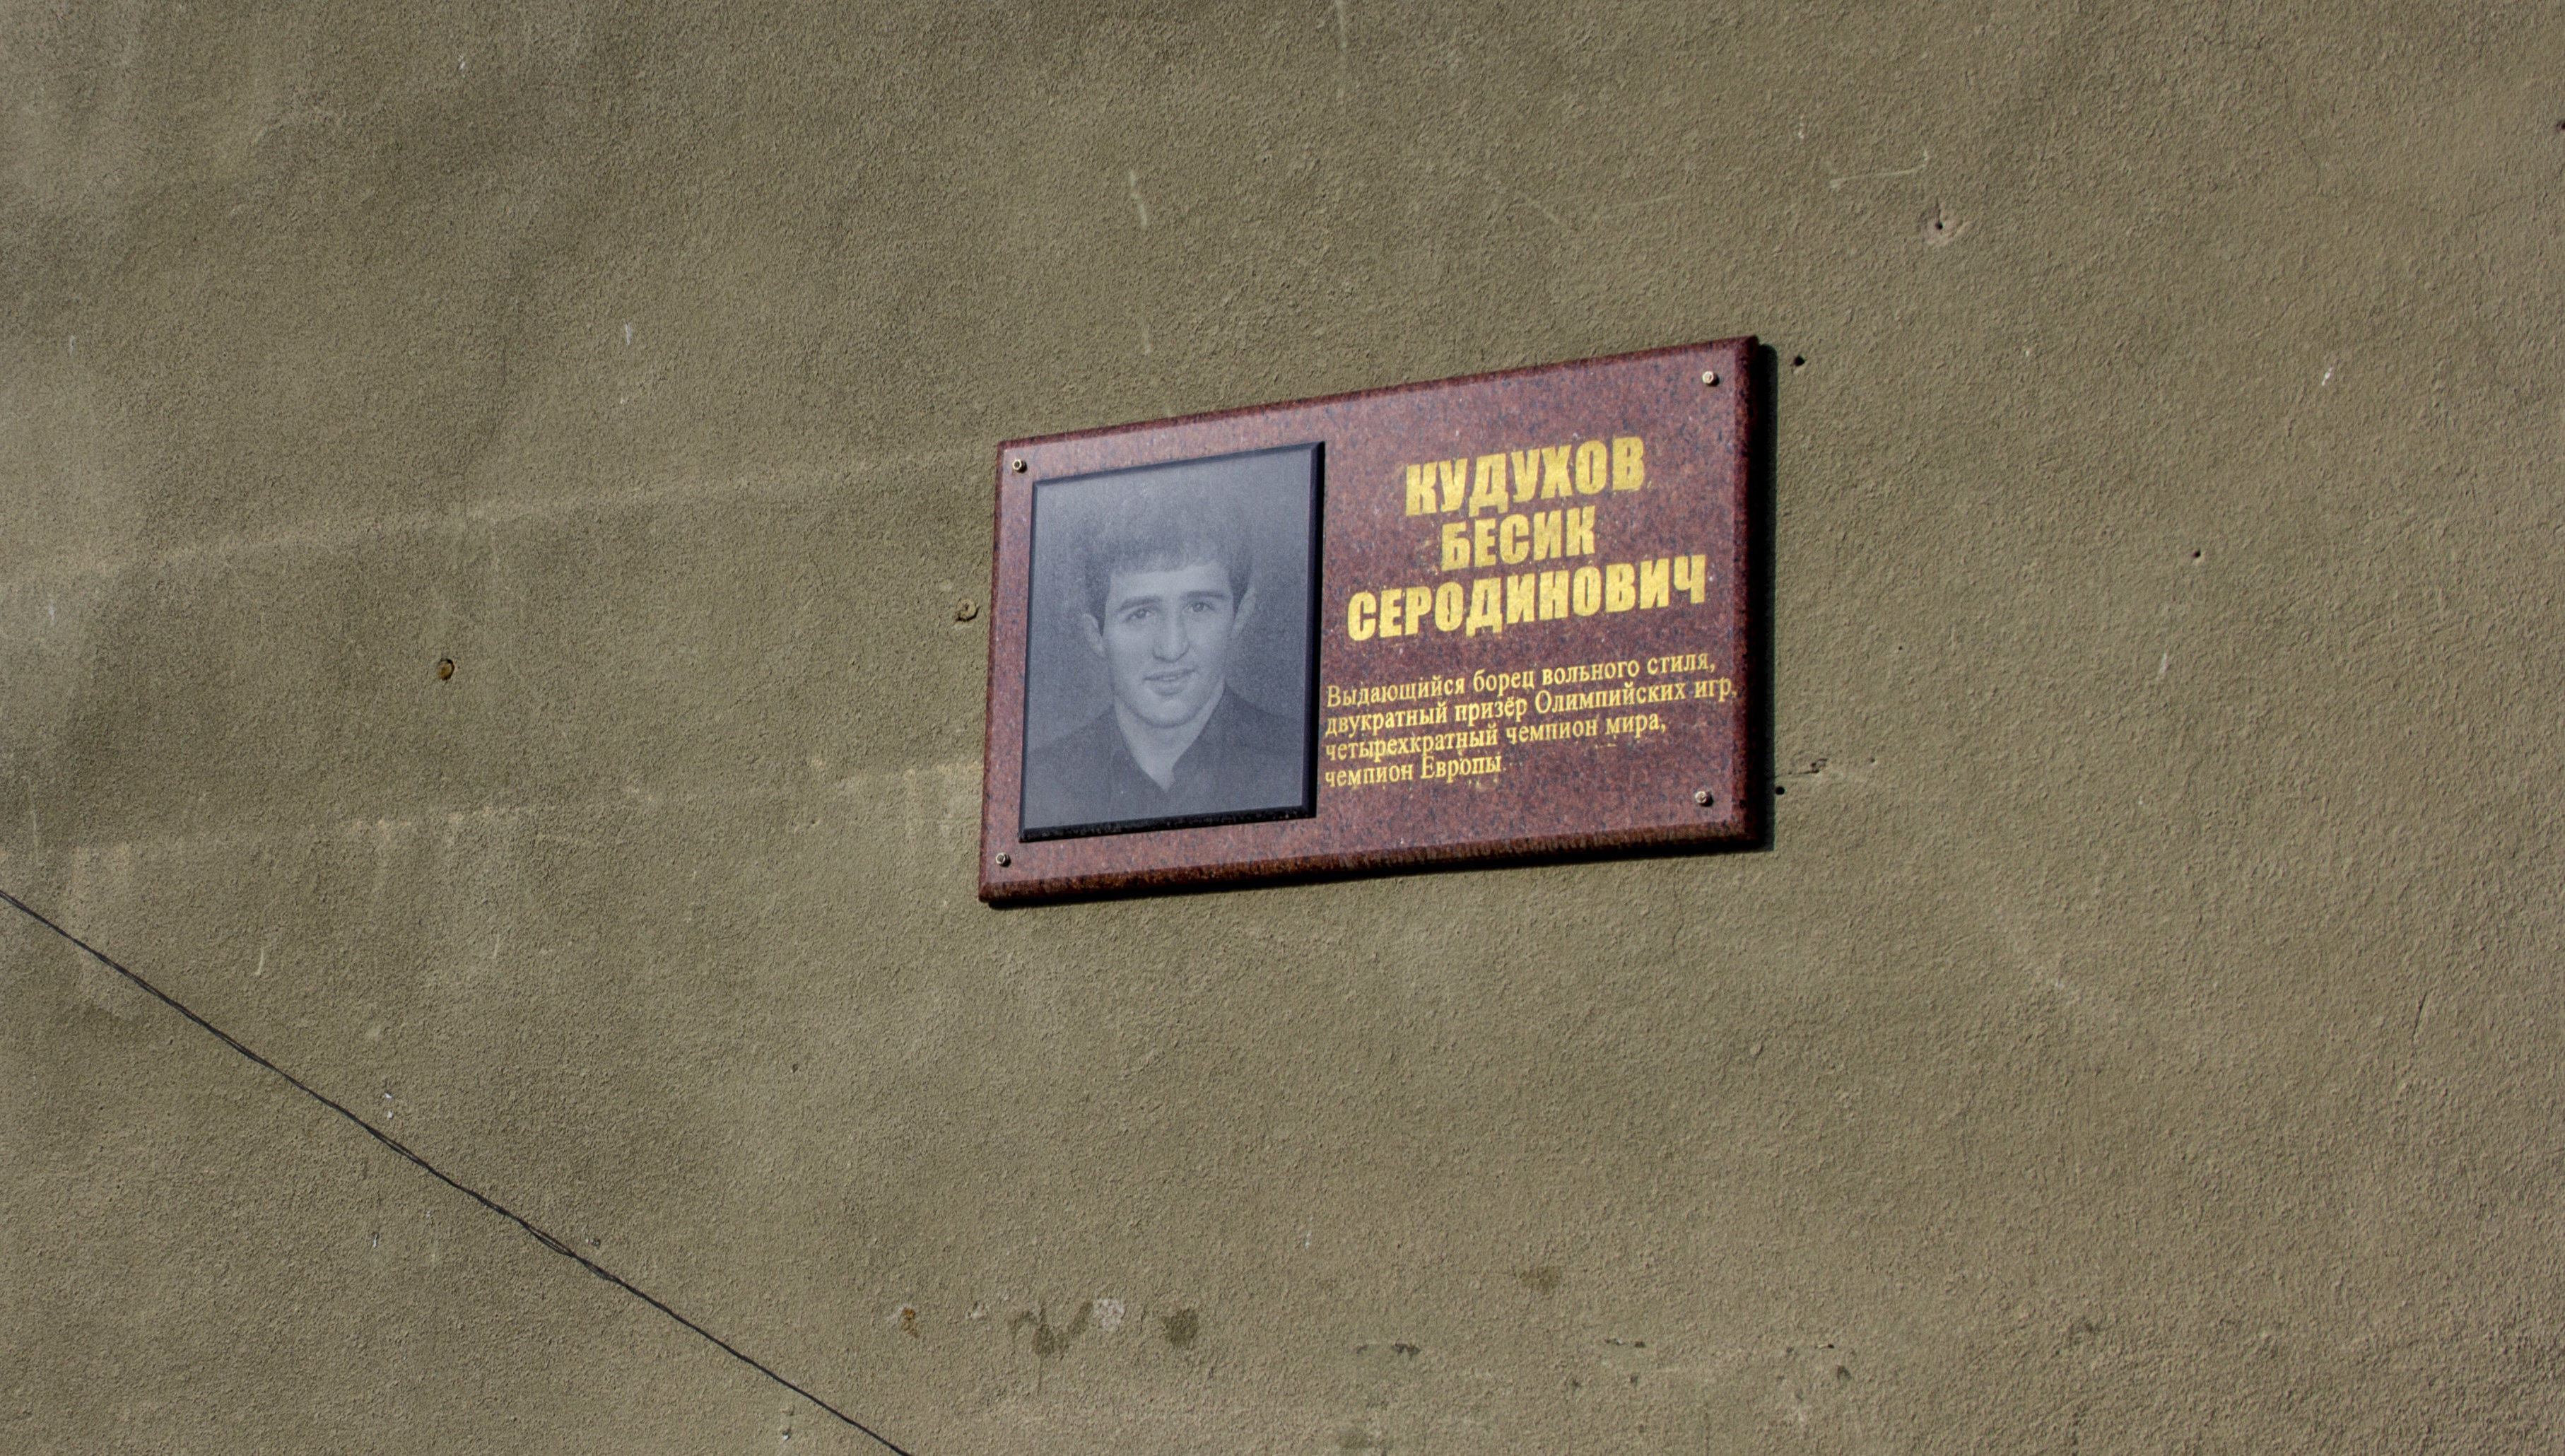 КУДУХОВ
БЕСИК
СЕРОДИНОВИЧ
Выдающийся борец вольного стиля,
двукратный призёр Олимпийских игр,
четырехкратный чемпион мира,
чемпион Европы.